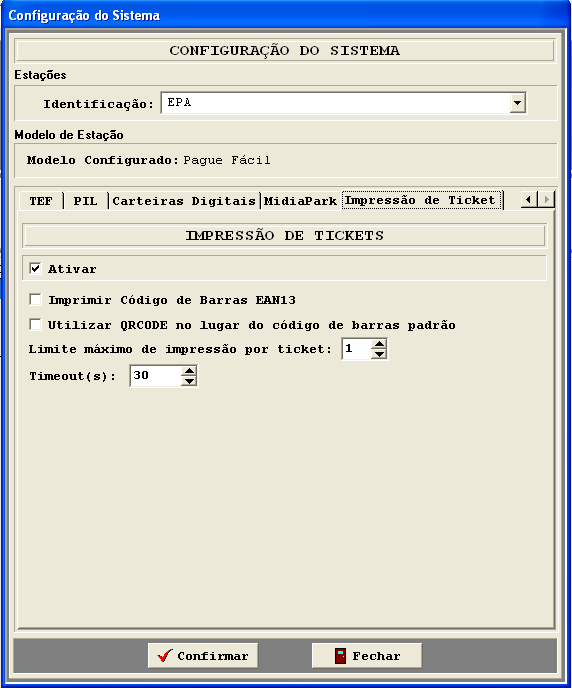 Configuração do Sistema
CONFIGURAÇÃO DO SISTEMA
Estações
Identificação: EPA
Modelo de Estação
Modelo Configurado: Pague Fácil
TEF PIL Carteiras Digitais MidiaPark Impressão de Ticket
IMPRESSÃO DE TICKETS
Ativar
Imprimir Código de Barras EAN13
Utilizar QRCODE no lugar do código de barras padrão
Limite máximo de impressão por ticket: 1
Timeout(s): 30
Confirmar Fechar